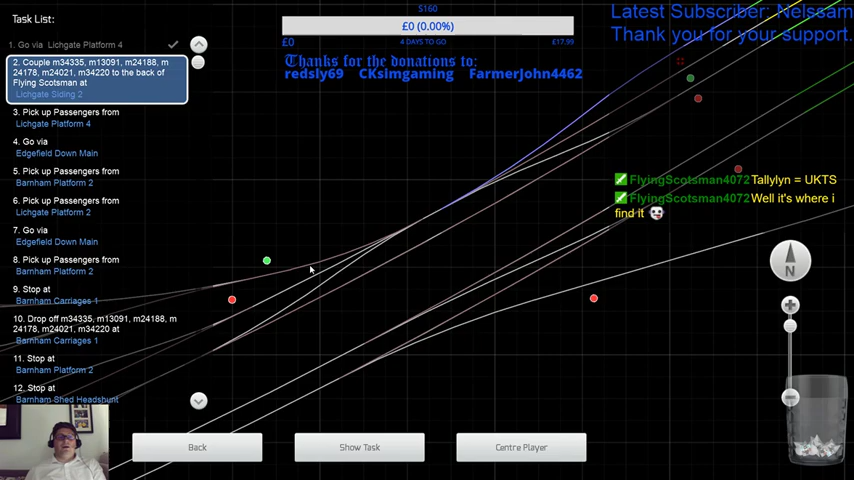 Task List:
1. Go via Lichgate Platform 4
2. Couple m34335, m13091, m24188, m
24178, m24021, m34220 to the back of
Flying Scotsman at
Lichgate Siding 2
3. Pick up Passengers from
Lichgate Platform 4
4. Go via
Edgefield Down Main
5. Pick up Passengers from
Barnham Platform 2
6. Pick up Passengers from
Lichgate Platform 2
7. Go via
Edgefield Down Main
8. Pick up Passengers from
Barnham Platform 2
9. Stop at
Barnham Carriages 1
10. Drop off m34335, m13091, m24188, m
24178, m24021, m34220 at
Barnham Carriages 1
11. Stop at
Barnham Platform 2
12. Stop at
Barnham Shed Headshunt
S160
£0 (0.00%)
£0
4 DAYS TO GO
£17.99
Thanks for the donations to:
redsly69 CKsimgaming FarmerJohn4462
Latest Subscriber: Nelssam
Thank you for your support.
FlyingScotsman4072 Tallylyn = UKTS
FlyingScotsman4072 Well it's where i
find it
N
Back
Show Task
Centre Player